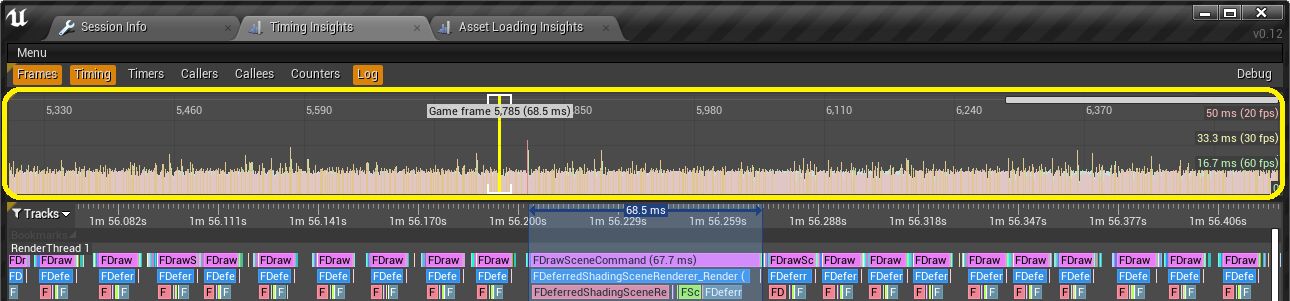 Session Info Timing Insights Asset Loading Insights
v0.12
Menu
Frames Timing Timers Callers Callees Counters Log Debug
5,330 5,460 5,590 Game frame 5,785 (68.5 ms) 850 5,980 6,110 6,240 6,370
50 ms (20 fps)
33.3 ms (30 fps)
16.7 ms (60 fps)
Tracks 1m 56.082s 1m 56.111s 1m 56.141s 1m 56.170s 1m 56.200s 68.5 ms 1m 56.229s 1m 56.259s 1m 56.288s 1m 56.318s 1m 56.347s 1m 56.377s 1m 56.406s
Bookmarks
RenderThread 1
FDr FDraw FDraw FDrawS FDraw FDraw FDraw FDraw FDraw FDraw FDrawSceneCommand (67.7 ms) FDrawSc FDraw FDraw FDraw FDraw FDraw FDraw FDraw FDraw
FD FDefe FDefer FDefer FDefe FDefe FDefe FDefe FDefe FDefe FDeferredShadingSceneRenderer_Render ( FDeferr FDefe FDefe FDefer FDefe FDefer FDefer FDefe FDefe
F F F F F F F F F F F F F F F F F F F FDeferredShadingSceneRe FSc FDeferr FD F F F F F F F F F F F F F F F F F